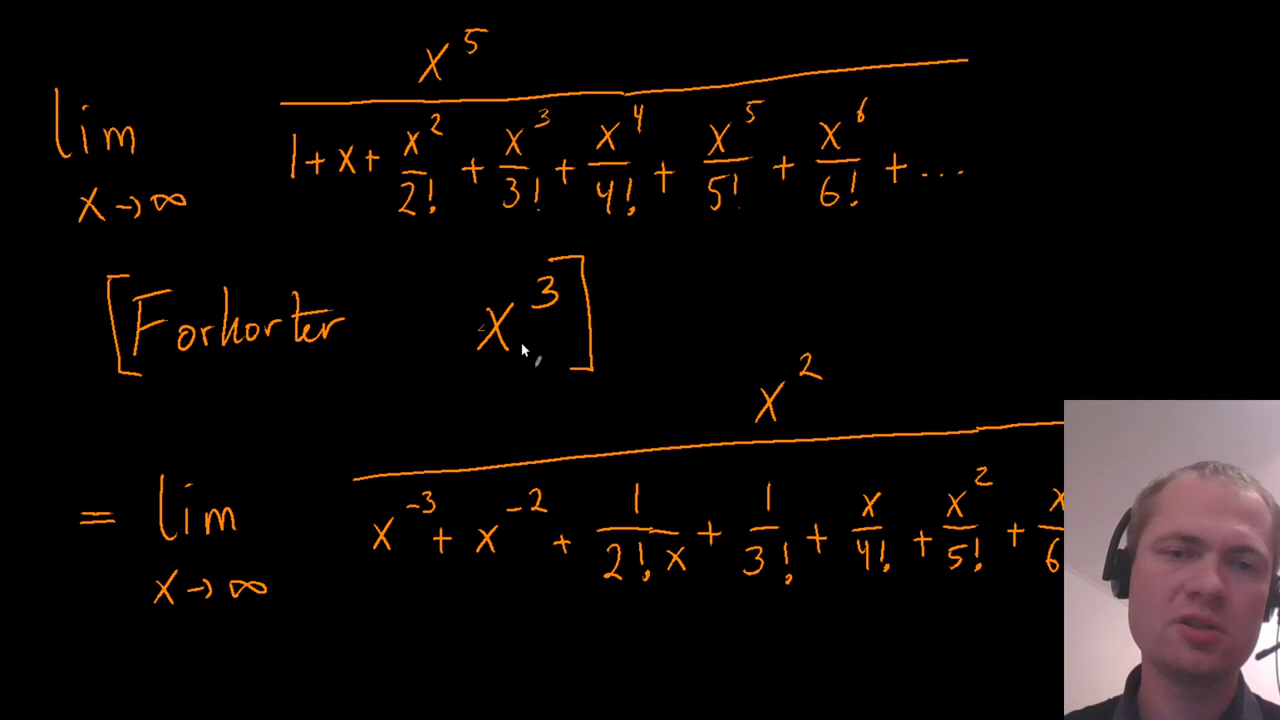 lim x→∞ x^5 / (1 + x + x^2/2! + x^3/3! + x^4/4! + x^5/5! + x^6/6! + ...)
[Forkorter x^3]
= lim x→∞ x^2 / (x^-3 + x^-2 + 1/(2! x) + 1/3! + x/4! + x^2/5! + x/6